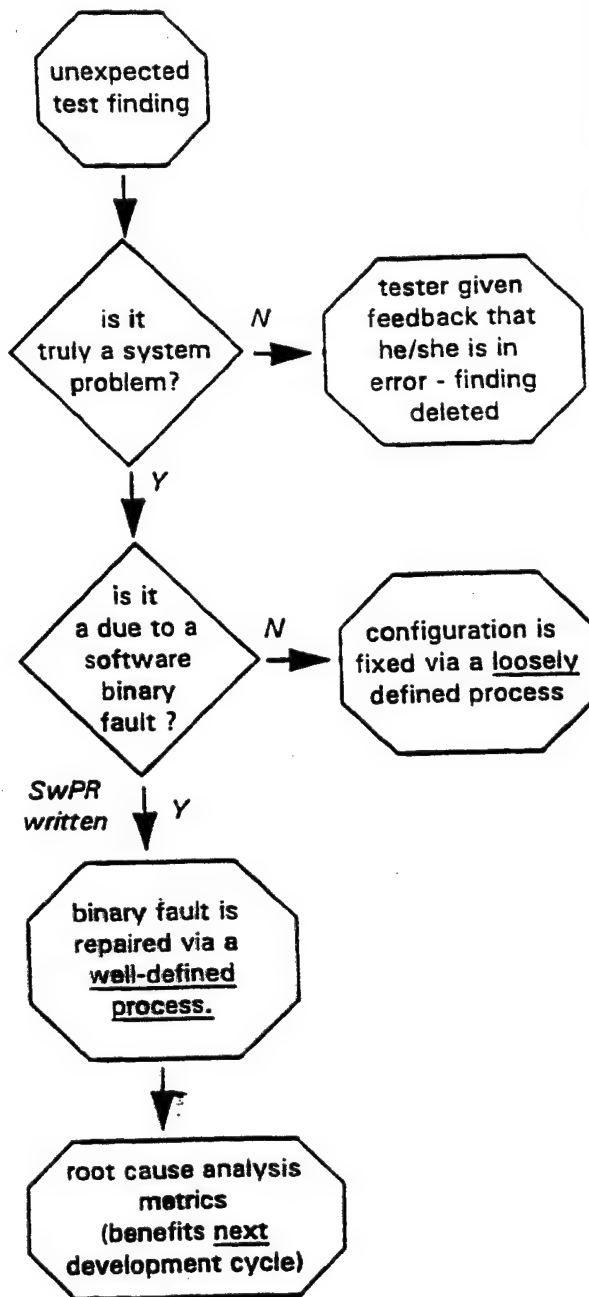 unexpected
test finding
is it
truly a system
problem?
N
tester given
feedback that
he/she is in
error - finding
deleted
Y
is it
a due to a
software
binary
fault ?
N
configuration is
fixed via a loosely
defined process
SwPR
written
Y
binary fault is
repaired via a
well-defined
process.
root cause analysis
metrics
(benefits next
development cycle)